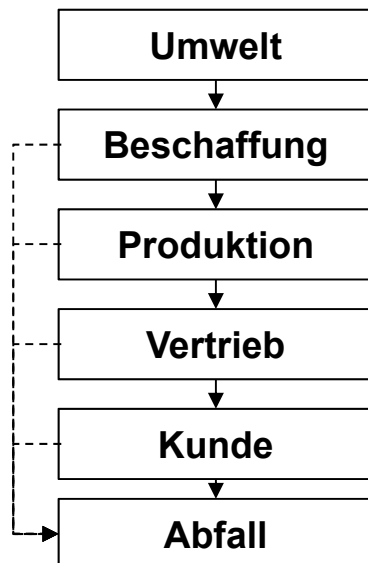 Umwelt
Beschaffung
Produktion
Vertrieb
Kunde
Abfall